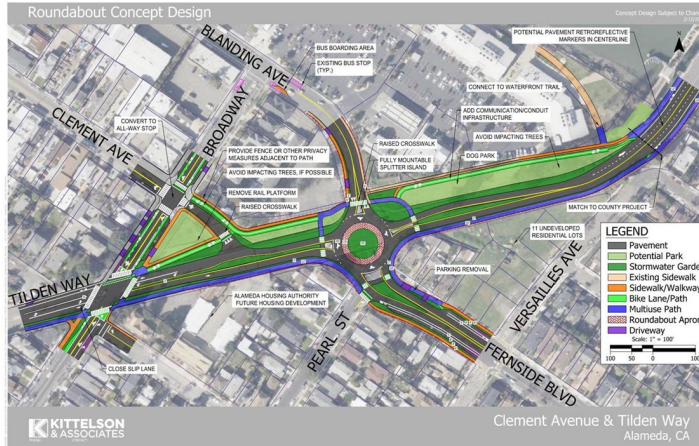 Roundabout Concept Design
POTENTIAL PAVEMENT RETROREFLECTIVE
MARKERS IN CENTERLINE
N
BUS BOARDING AREA
EXISTING BUS STOP
(TYP.)
BLANDING AVE
CONNECT TO WATERFRONT TRAIL
ADD COMMUNICATION/CONDUIT
INFRASTRUCTURE
AVOID IMPACTING TREES
CLEMENT AVE
CONVERT TO
ALL-WAY STOP
BROADWAY
PROVIDE FENCE OR OTHER PRIVACY
MEASURES ADJACENT TO PATH
AVOID IMPACTING TREES, IF POSSIBLE
REMOVE RAIL PLATFORM
RAISED CROSSWALK
RAISED CROSSWALK
FULLY MOUNTABLE
SPLITTER ISLAND
DOG PARK
MATCH TO COUNTY PROJECT
11 UNDEVELOPED
RESIDENTIAL LOTS
PARKING REMOVAL
VERSAILLES AVE
TILDEN WAY
ALAMEDA HOUSING AUTHORITY
FUTURE HOUSING DEVELOPMENT
PEARL ST
FERNSIDE BLVD
CLOSE SLIP LANE
LEGEND
Pavement
Potential Park
Stormwater Garde
Existing Sidewalk
Sidewalk/Walkway
Bike Lane/Path
Multiuse Path
Roundabout Apron
Driveway
Scale: 1" = 100'
100 0 100
KITTELSON
& ASSOCIATES
Clement Avenue & Tilden Way
Alameda, CA